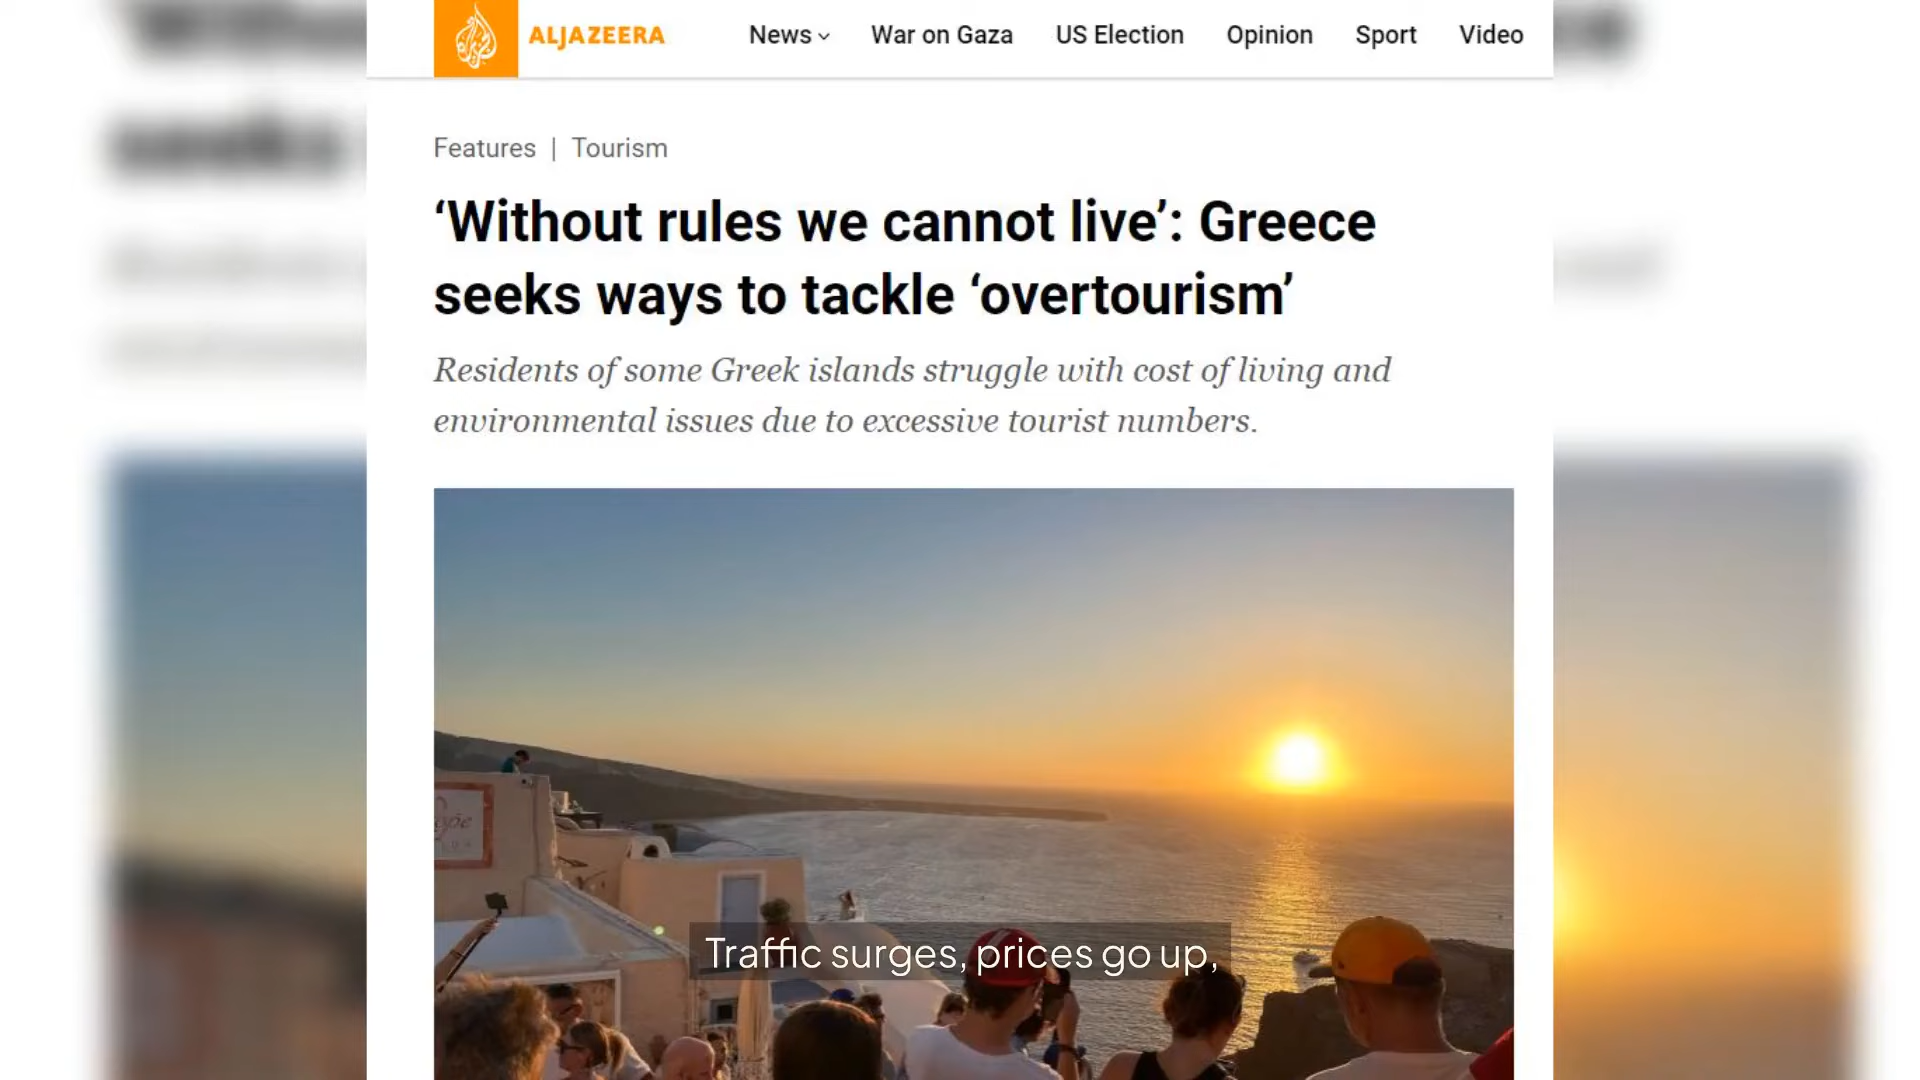 ALJAZEERA
News
War on Gaza
US Election
Opinion
Sport
Video
Features | Tourism
‘Without rules we cannot live’: Greece
seeks ways to tackle ‘overtourism’
Residents of some Greek islands struggle with cost of living and
environmental issues due to excessive tourist numbers.
Traffic surges, prices go up,